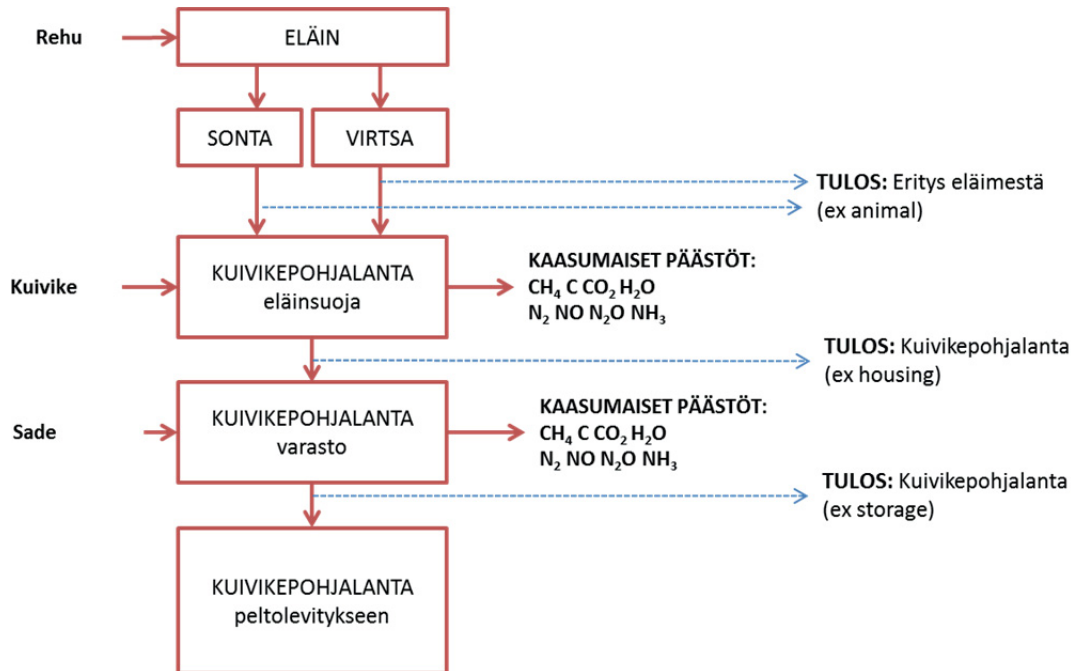 Rehu
ELÄIN
SONTA
VIRTSA
TULOS: Eritys eläimestä
(ex animal)
Kuivike
KUIVIKEPOHJALANTA
eläinsuoja
KAASUMAISET PÄÄSTÖT:
CH₄ C CO₂ H₂O
N₂ NO N₂O NH₃
TULOS: Kuivikepohjalanta
(ex housing)
Sade
KUIVIKEPOHJALANTA
varasto
KAASUMAISET PÄÄSTÖT:
CH₄ C CO₂ H₂O
N₂ NO N₂O NH₃
TULOS: Kuivikepohjalanta
(ex storage)
KUIVIKEPOHJALANTA
peltolevitykseen